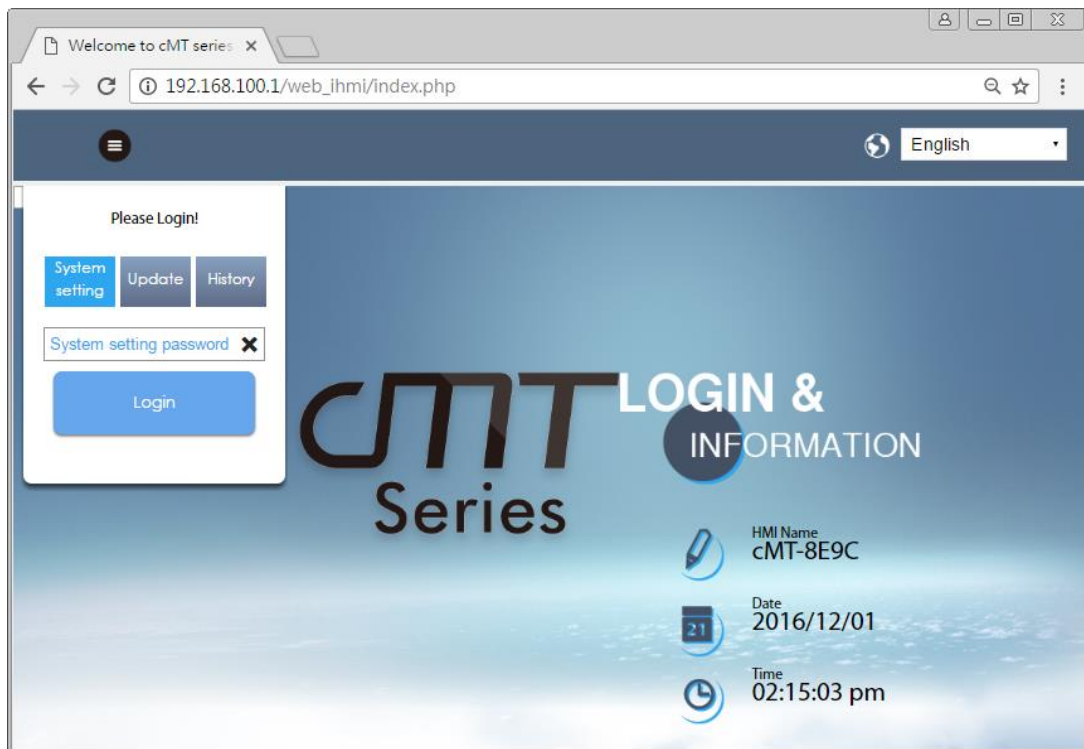 Welcome to cMT series
192.168.100.1/web_ihmi/index.php
English
Please Login!
System setting
Update
History
System setting password
Login
cMT
Series
LOGIN &
INFORMATION
HMI Name
cMT-8E9C
21
Date
2016/12/01
Time
02:15:03 pm